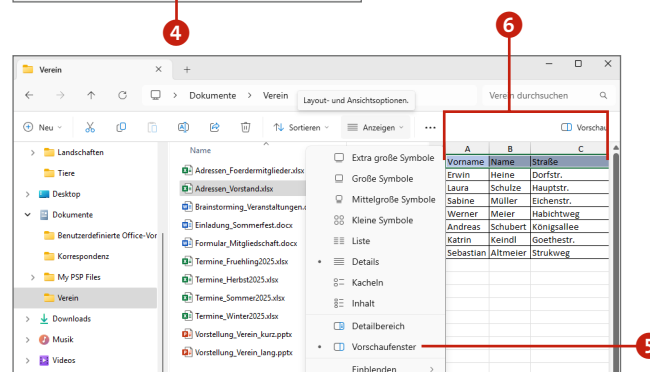 4
6
Verein
Dokumente > Verein
Layout- und Ansichtsoptionen.
Verein durchsuchen
Neu
Sortieren
Anzeigen
Vorschau
Landschaften
Tiere
Desktop
Dokumente
Benutzerdefinierte Office-Vor
Korrespondenz
My PSP Files
Verein
Downloads
Musik
Videos
Name
Adressen_Foerdermitglieder.xlsx
Adressen_Vorstand.xlsx
Brainstorming_Veranstaltungen.
Einladung_Sommerfest.docx
Formular_Mitgliedschaft.docx
Termine_Fruehling2025.xlsx
Termine_Herbst2025.xlsx
Termine_Sommer2025.xlsx
Termine_Winter2025.xlsx
Vorstellung_Verein_kurz.pptx
Vorstellung_Verein_lang.pptx
Extra große Symbole
Große Symbole
Mittelgroße Symbole
Kleine Symbole
Liste
Details
Kacheln
Inhalt
Detailbereich
Vorschaufenster
Einblenden
A B C
Vorname Name Straße
Erwin Heine Dorfstr.
Laura Schulze Hauptstr.
Sabine Müller Eichenstr.
Werner Meier Habichtweg
Andreas Schubert Königsallee
Katrin Keindl Goethestr.
Sebastian Altmeier Strukweg
5